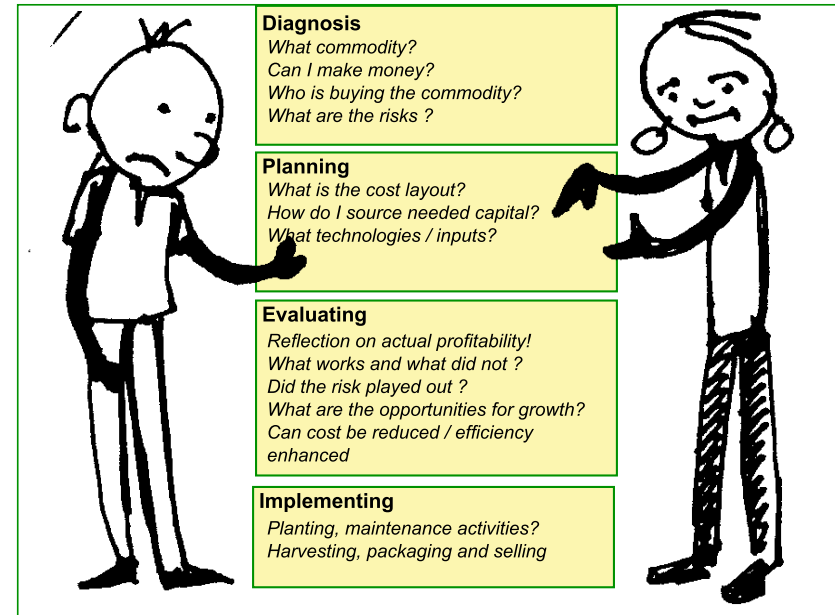 Diagnosis
What commodity?
Can I make money?
Who is buying the commodity?
What are the risks ?
Planning
What is the cost layout?
How do I source needed capital?
What technologies / inputs?
Evaluating
Reflection on actual profitability!
What works and what did not ?
Did the risk played out ?
What are the opportunities for growth?
Can cost be reduced / efficiency
enhanced
Implementing
Planting, maintenance activities?
Harvesting, packaging and selling